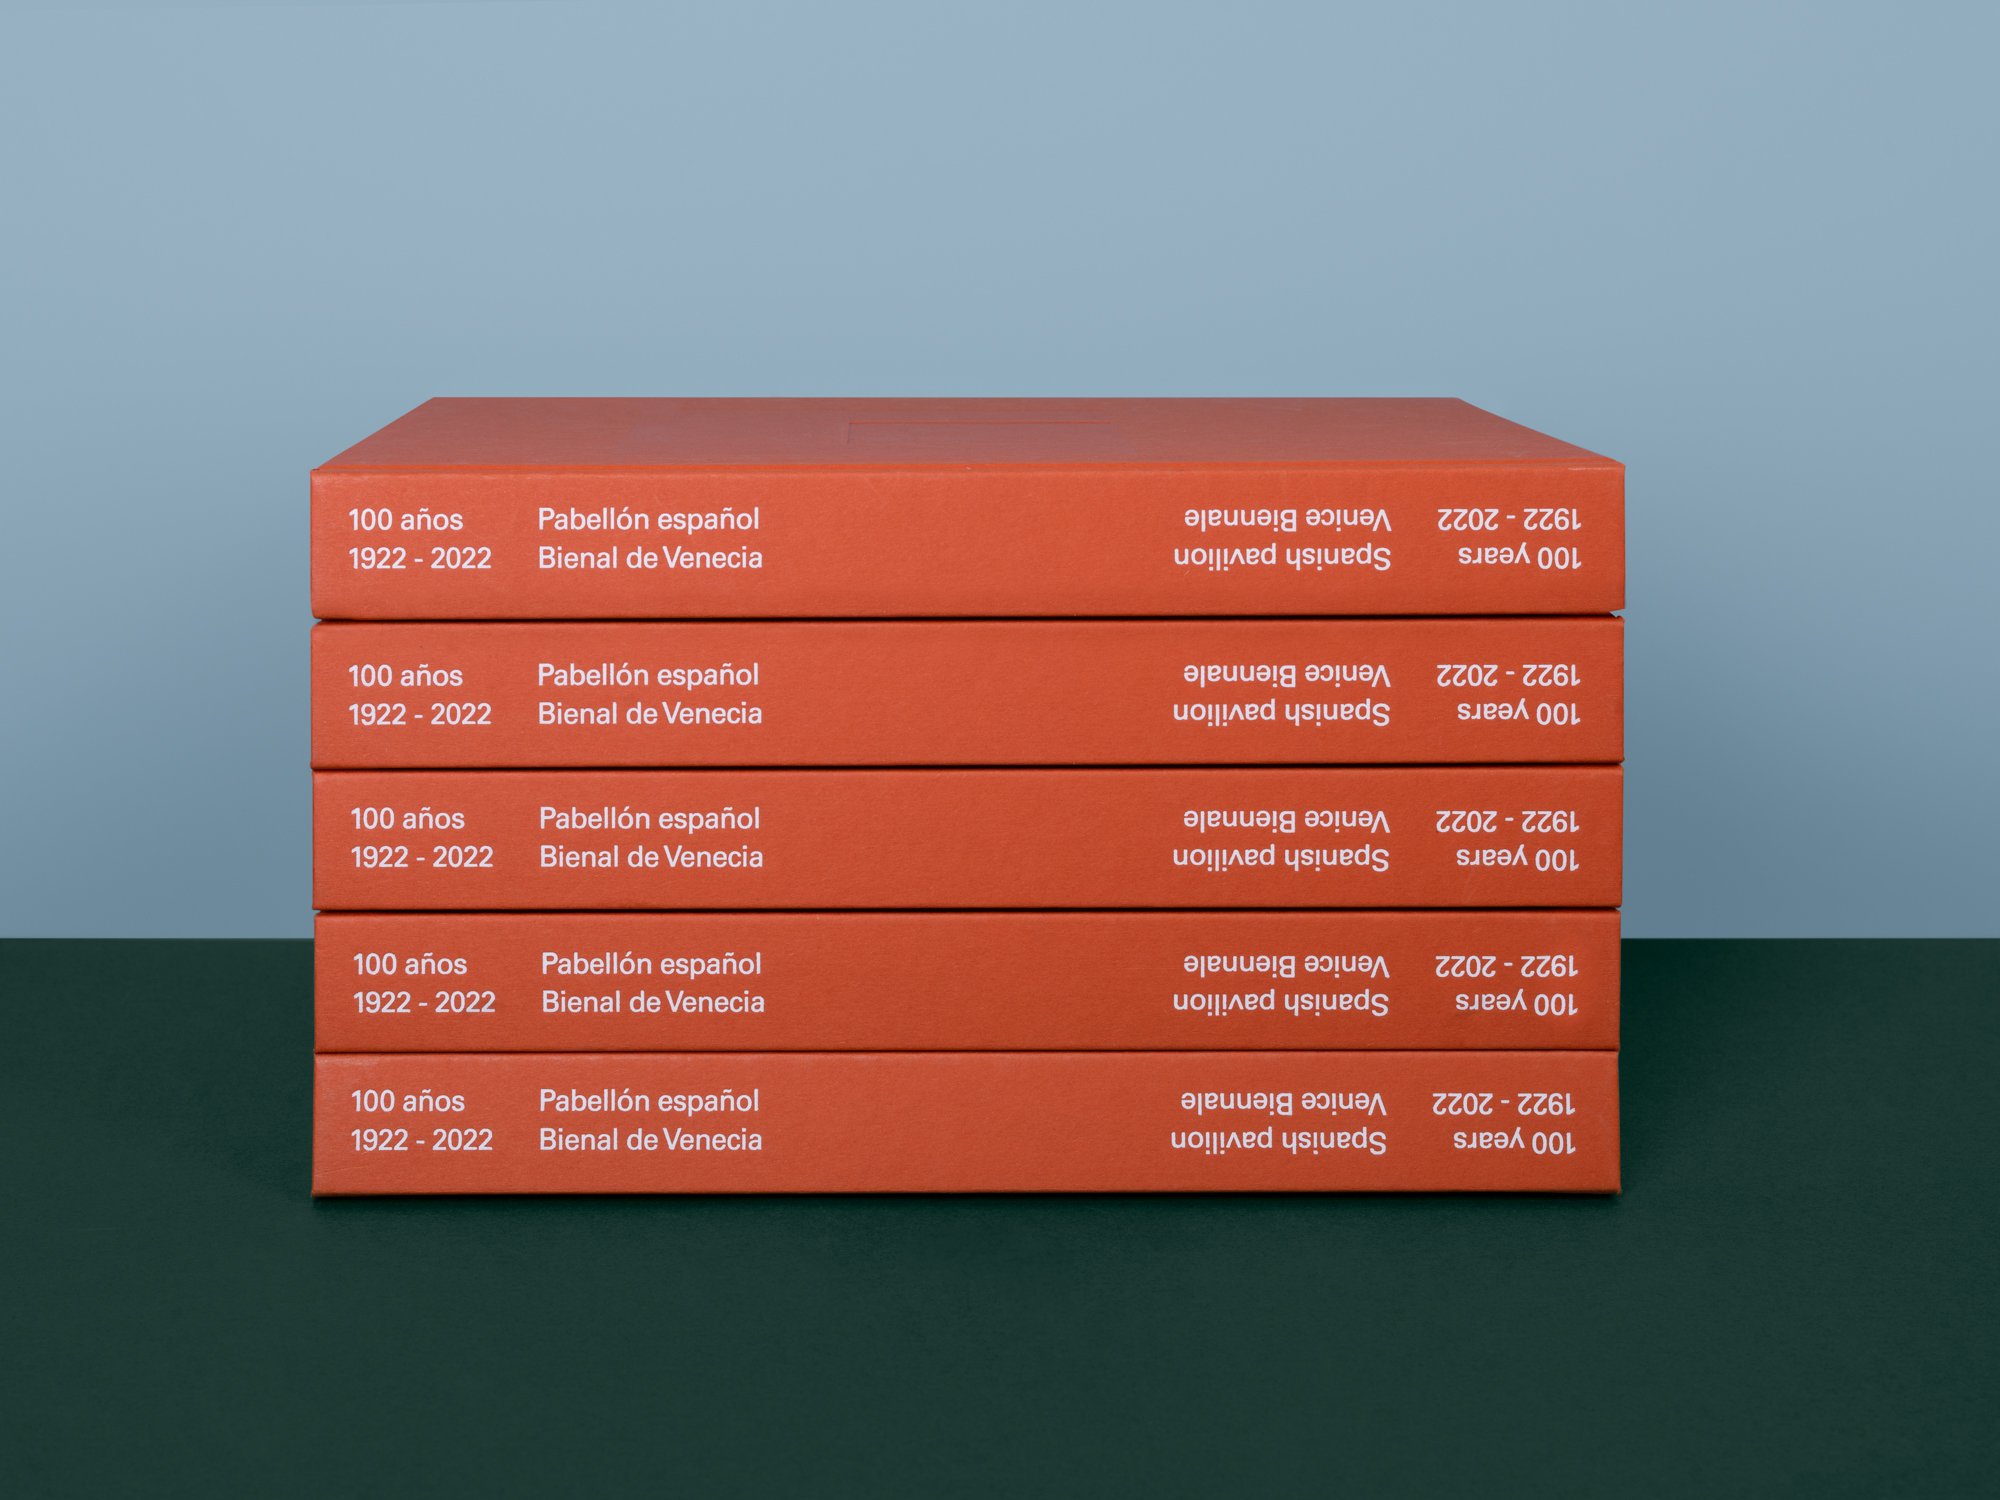 100 años
1922 - 2022
Pabellón español
Bienal de Venecia
100 years
1922 - 2022
Spanish pavilion
Venice Biennale
100 años
1922 - 2022
Pabellón español
Bienal de Venecia
100 years
1922 - 2022
Spanish pavilion
Venice Biennale
100 años
1922 - 2022
Pabellón español
Bienal de Venecia
100 years
1922 - 2022
Spanish pavilion
Venice Biennale
100 años
1922 - 2022
Pabellón español
Bienal de Venecia
100 years
1922 - 2022
Spanish pavilion
Venice Biennale
100 años
1922 - 2022
Pabellón español
Bienal de Venecia
100 years
1922 - 2022
Spanish pavilion
Venice Biennale